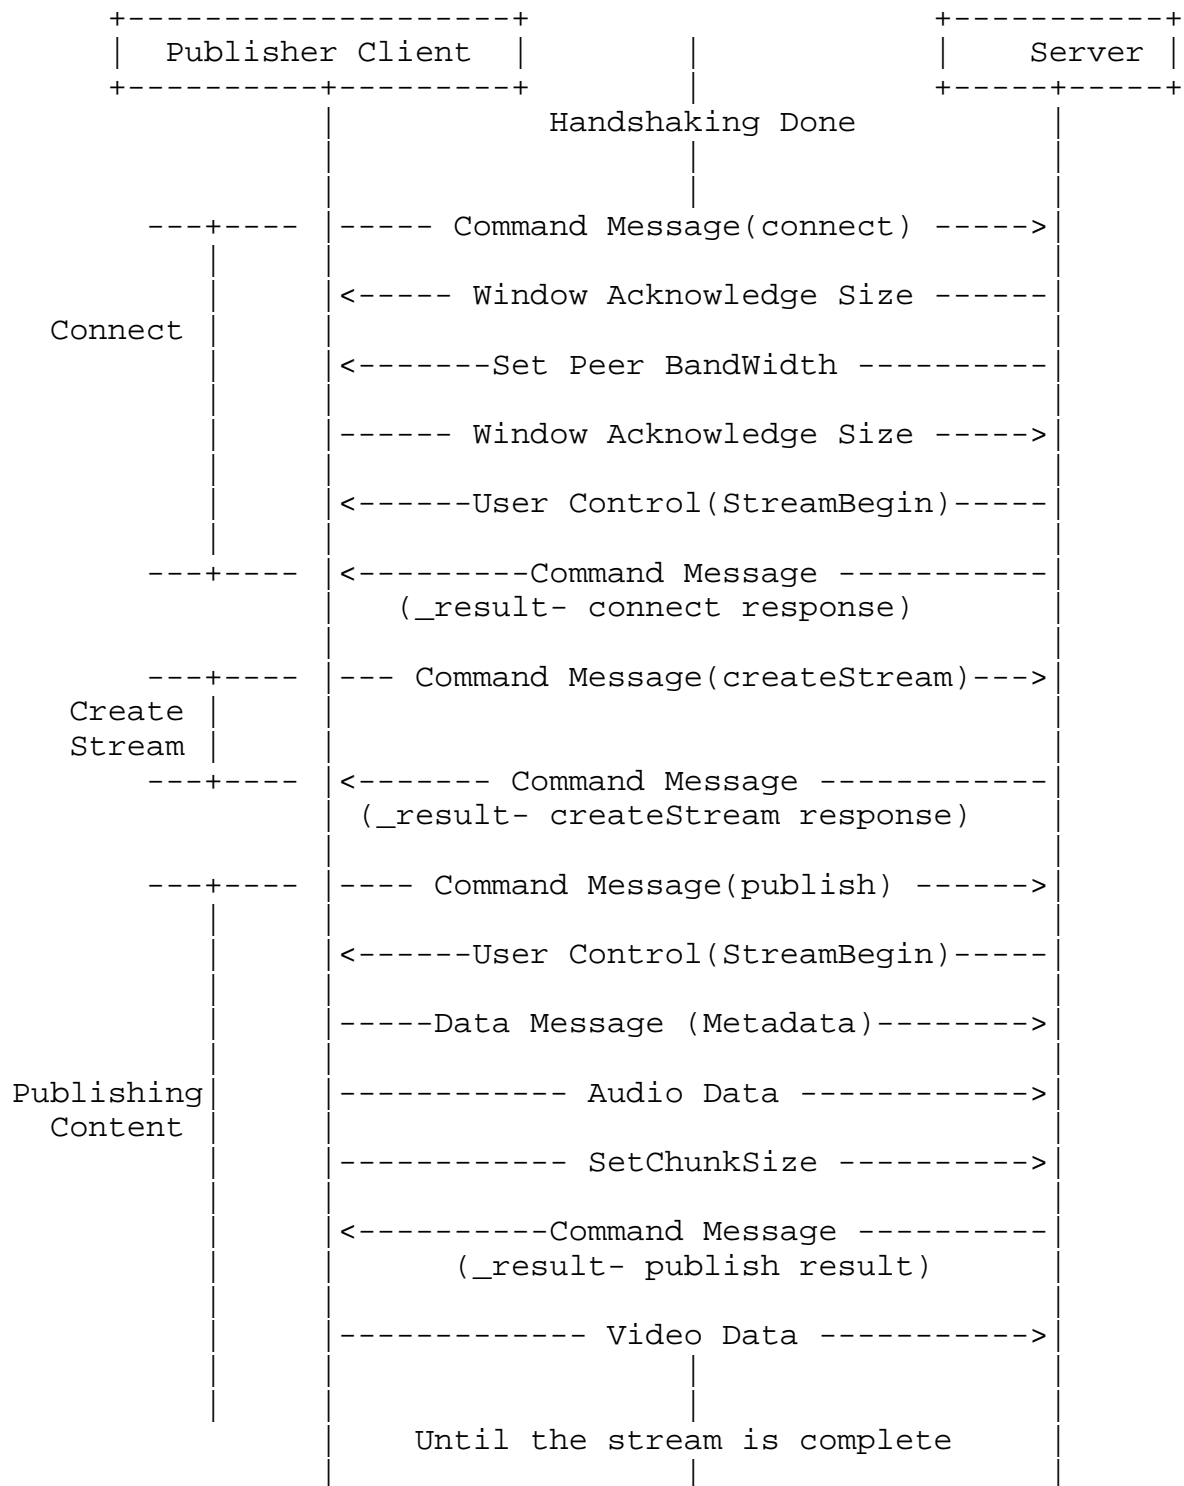 Publisher Client Server
Handshaking Done
Command Message(connect)
Window Acknowledge Size
Connect
Set Peer BandWidth
Window Acknowledge Size
User Control(StreamBegin)
Command Message
(_result- connect response)
Command Message(createStream)
Create
Stream
Command Message
(_result- createStream response)
Command Message(publish)
User Control(StreamBegin)
Data Message (Metadata)
Publishing Audio Data
Content
SetChunkSize
Command Message
(_result- publish result)
Video Data
Until the stream is complete